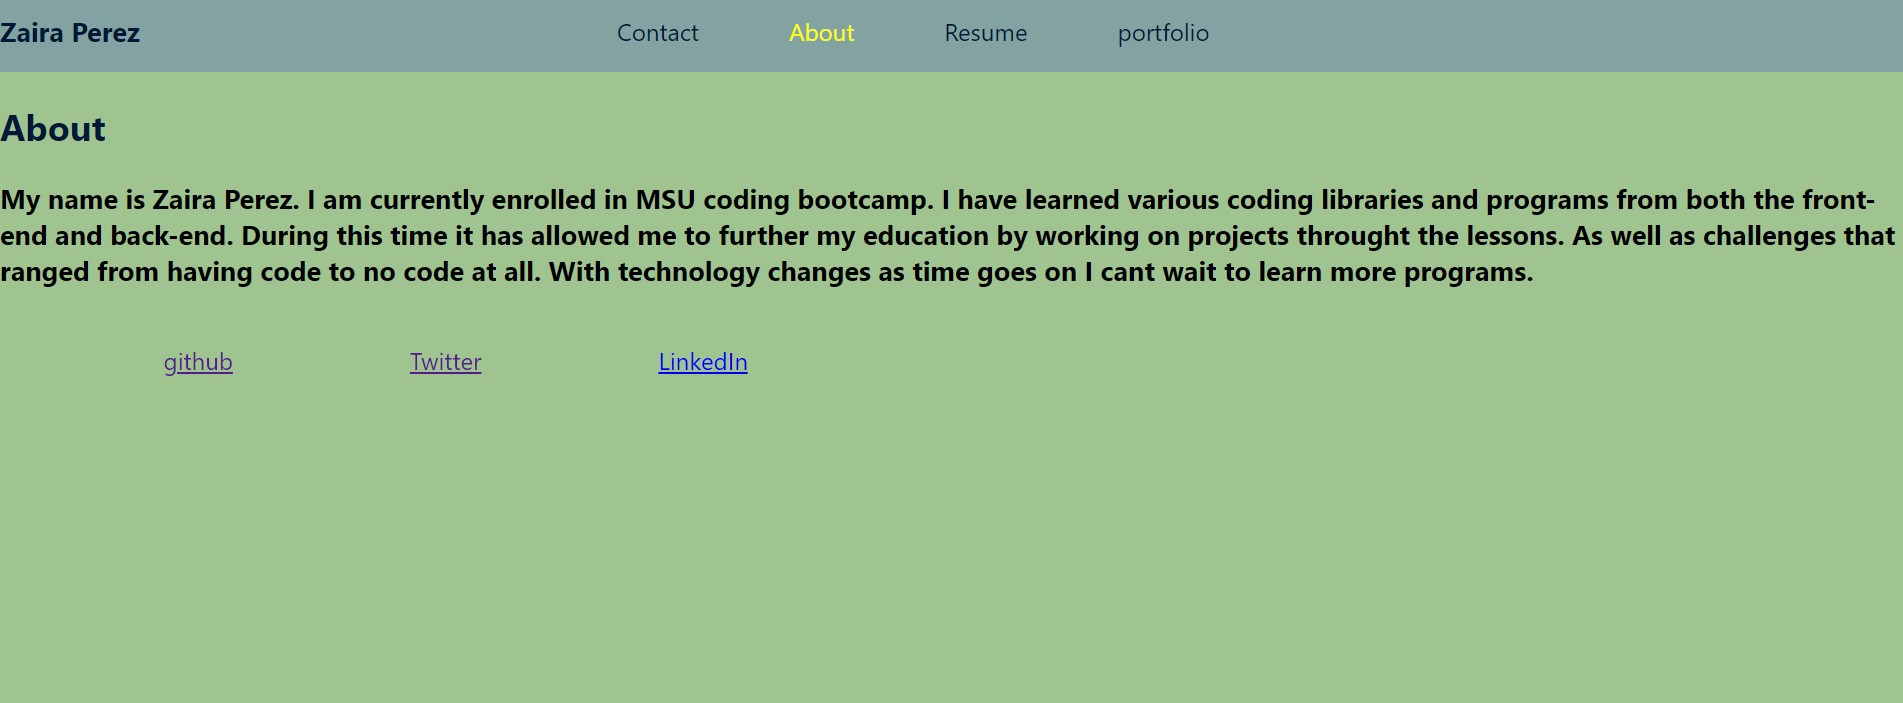 Zaira Perez Contact About Resume portfolio
About
My name is Zaira Perez. I am currently enrolled in MSU coding bootcamp. I have learned various coding libraries and programs from both the front-
end and back-end. During this time it has allowed me to further my education by working on projects throught the lessons. As well as challenges that
ranged from having code to no code at all. With technology changes as time goes on I cant wait to learn more programs.
github Twitter LinkedIn